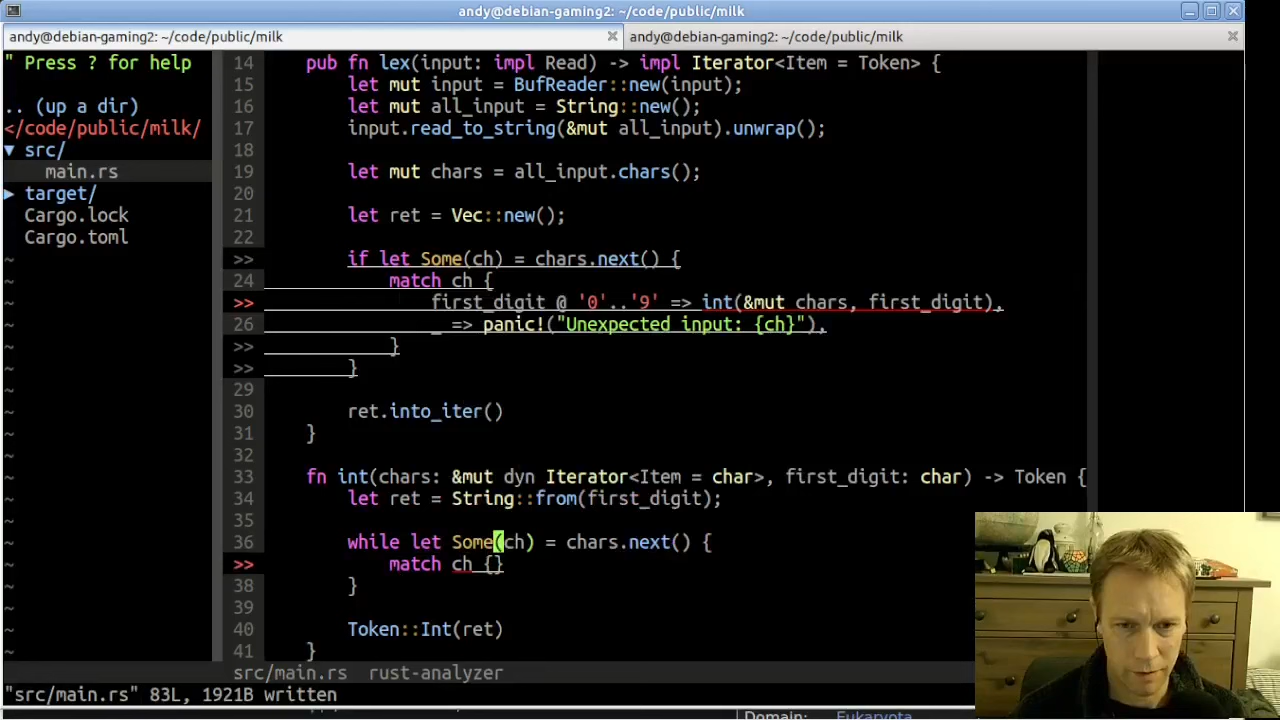 andy@debian-gaming2: ~/code/public/milk
andy@debian-gaming2: ~/code/public/milk
andy@debian-gaming2: ~/code/public/milk
" Press ? for help
.. (up a dir)
</code/public/milk/
▼ src/
main.rs
▶ target/
Cargo.lock
Cargo.toml
14 pub fn lex(input: impl Read) -> impl Iterator<Item = Token> {
15 let mut input = BufReader::new(input);
16 let mut all_input = String::new();
17 input.read_to_string(&mut all_input).unwrap();
18
19 let mut chars = all_input.chars();
20
21 let ret = Vec::new();
22
>> if let Some(ch) = chars.next() {
24 match ch {
>> first_digit @ '0'..'9' => int(&mut chars, first_digit),
26 _ => panic!("Unexpected input: {ch}"),
>> }
>> }
29
30 ret.into_iter()
31 }
32
33 fn int(chars: &mut dyn Iterator<Item = char>, first_digit: char) -> Token {
34 let ret = String::from(first_digit);
35
36 while let Some(ch) = chars.next() {
>> match ch {}
38 }
39
40 Token::Int(ret)
41 }
src/main.rs rust-analyzer
"src/main.rs" 83L, 1921B written
Domain: Eukaryota